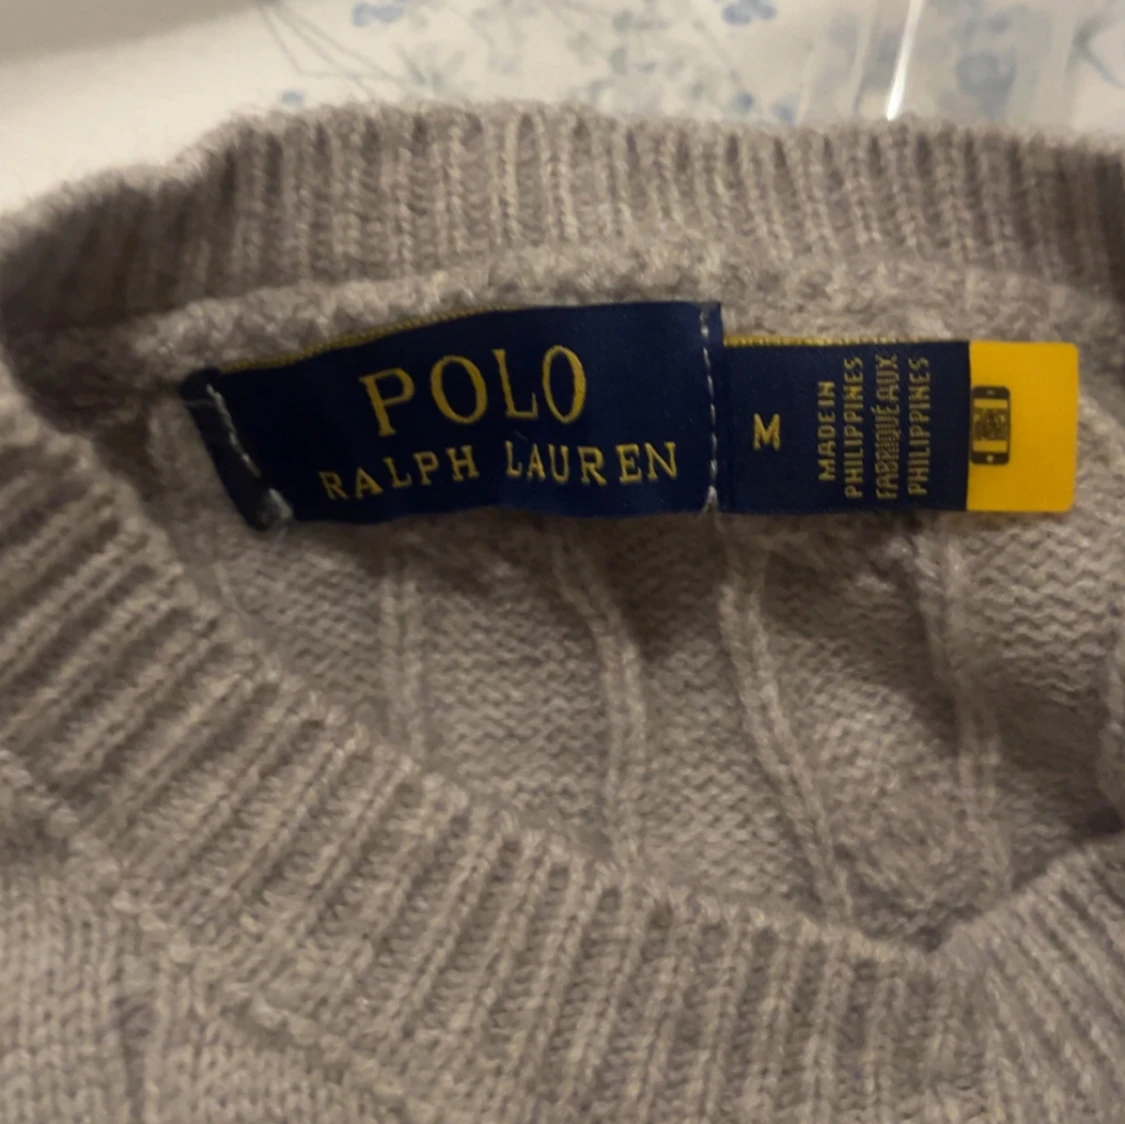 POLO
RALPH LAUREN
M
MADE IN
PHILIPPINES
FABRIQUÉ AUX
PHILIPPINES